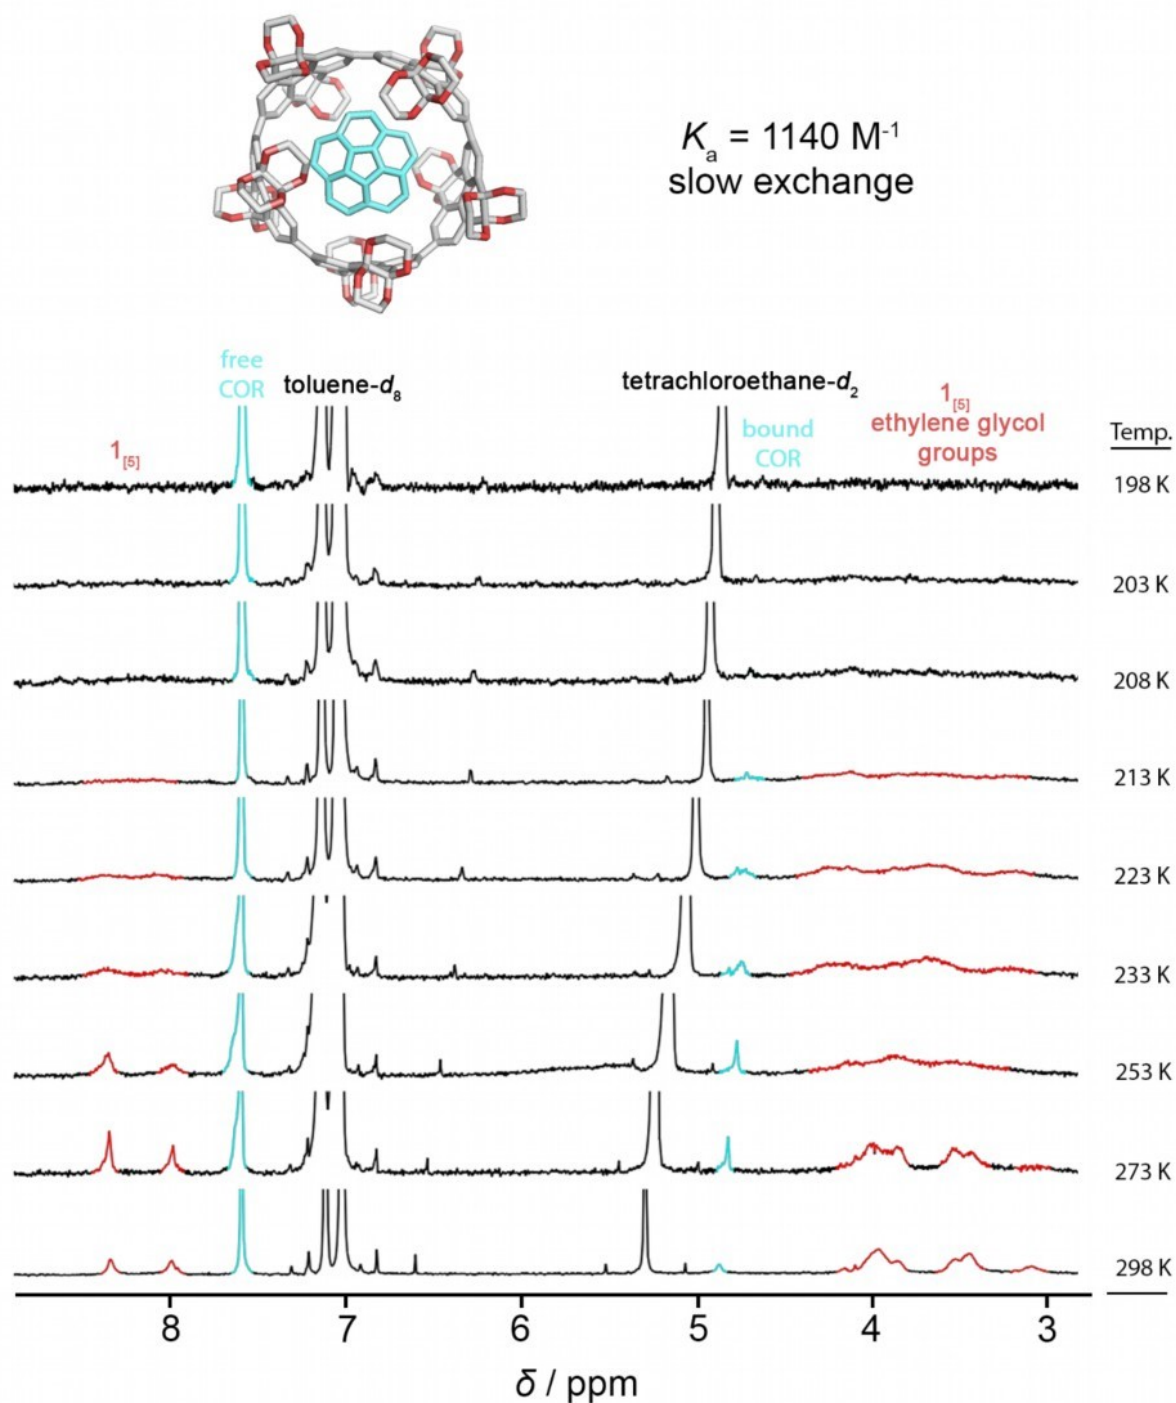 Kₐ = 1140 M⁻¹
slow exchange
free
COR
toluene-d₈
tetrachloroethane-d₂
1[5]
bound
COR
1[5]
ethylene glycol
groups
Temp.
198 K
203 K
208 K
213 K
223 K
233 K
253 K
273 K
298 K
8 7 6 5 4 3
δ / ppm